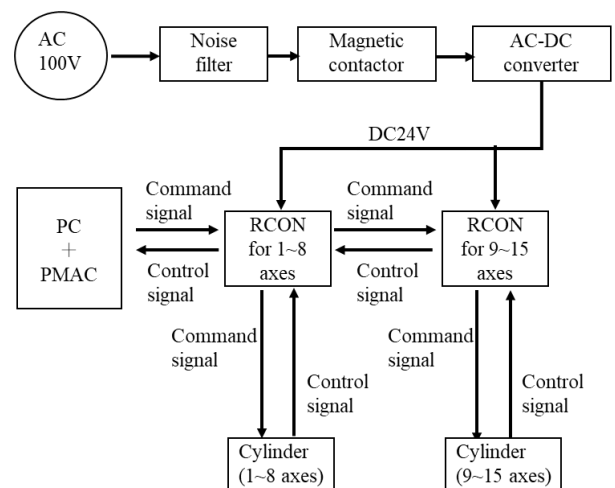 AC
100V
Noise
filter
Magnetic
contactor
AC-DC
converter
DC24V
PC
+
PMAC
Command
signal
Control
signal
RCON
for 1~8
axes
Command
signal
Control
signal
RCON
for 9~15
axes
Command
signal
Control
signal
Command
signal
Control
signal
Cylinder
(1~8 axes)
Cylinder
(9~15 axes)